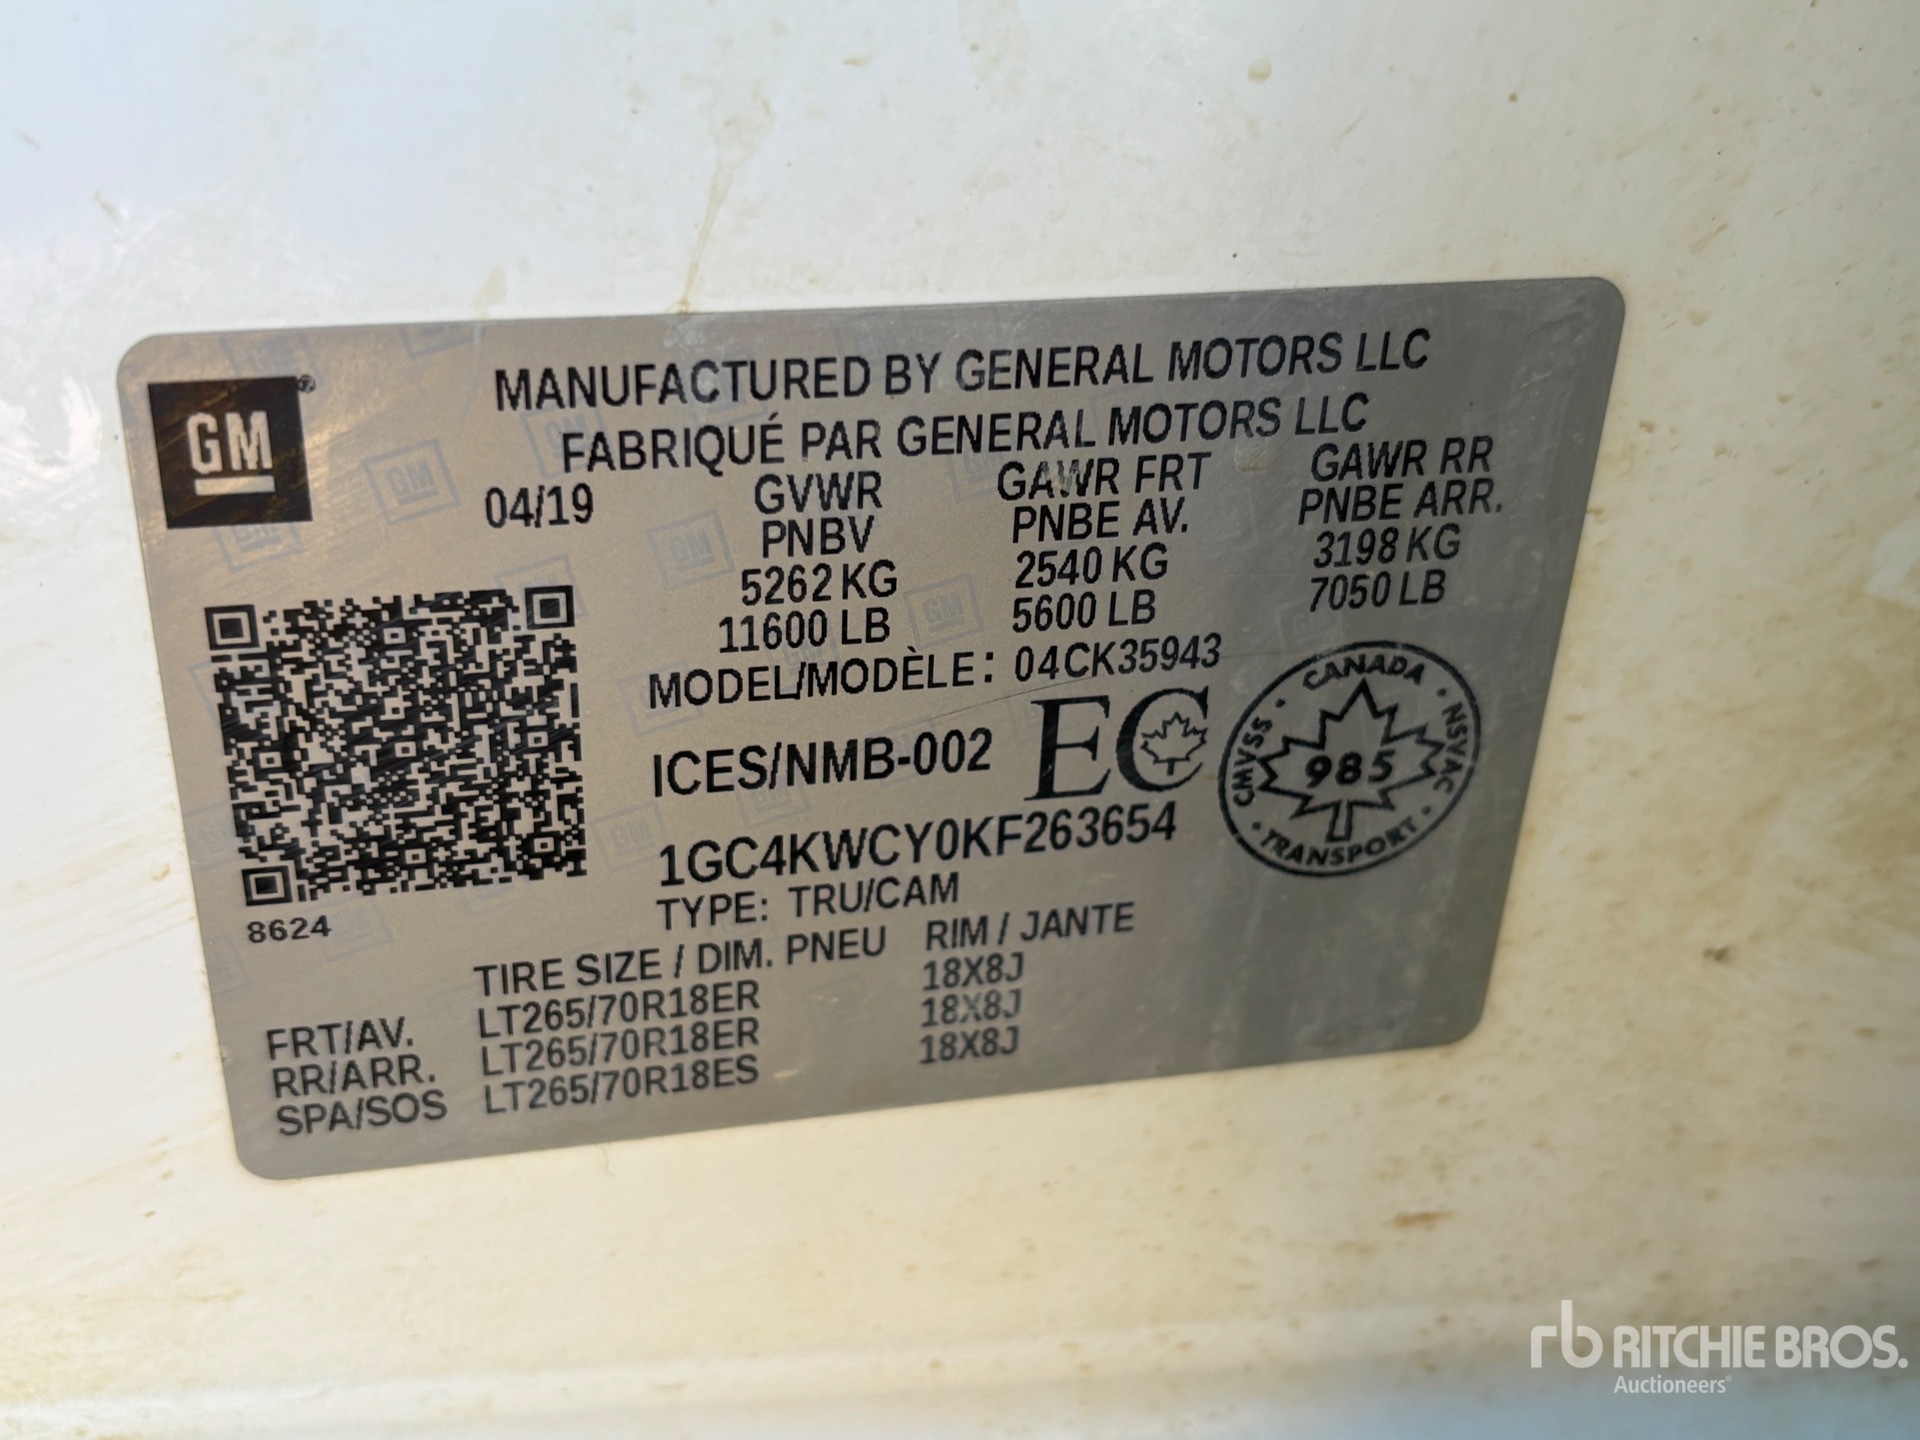 GM®
MANUFACTURED BY GENERAL MOTORS LLC
FABRIQUÉ PAR GENERAL MOTORS LLC
04/19 GVWR GAWR FRT GAWR RR
PNBV PNBE AV. PNBE ARR.
5262 KG 2540 KG 3198 KG
11600 LB 5600 LB 7050 LB
MODEL/MODÈLE: 04CK35943
ICES/NMB-002 EC
CANADA · NSVAC · TRANSPORT · CMVSS ·
985
1GC4KWCY0KF263654
TYPE: TRU/CAM
8624
TIRE SIZE / DIM. PNEU RIM / JANTE
FRT/AV. LT265/70R18ER 18X8J
RR/ARR. LT265/70R18ER 18X8J
SPA/SOS LT265/70R18ES 18X8J
rb RITCHIE BROS.
Auctioneers